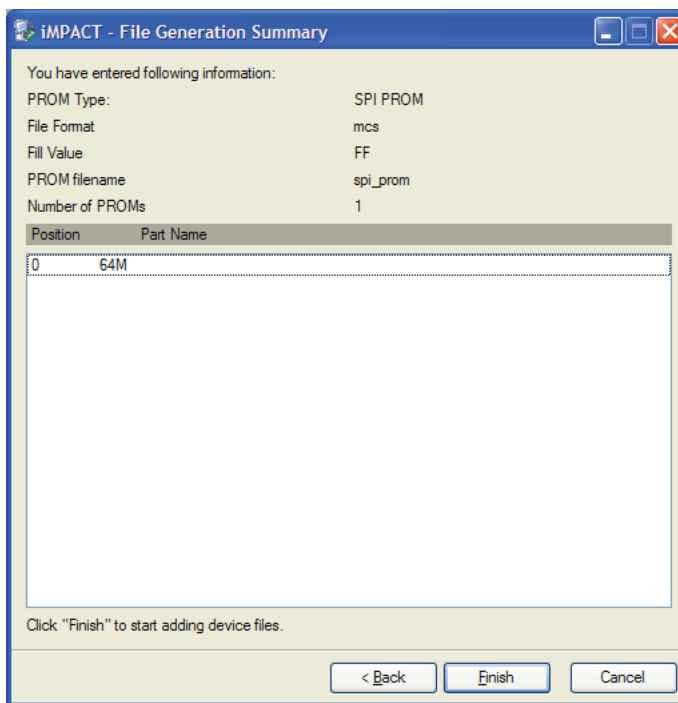 iMPACT - File Generation Summary
You have entered following information:
PROM Type: SPI PROM
File Format mcs
Fill Value FF
PROM filename spi_prom
Number of PROMs 1
Position Part Name
0 64M
Click "Finish" to start adding device files.
< Back Finish Cancel